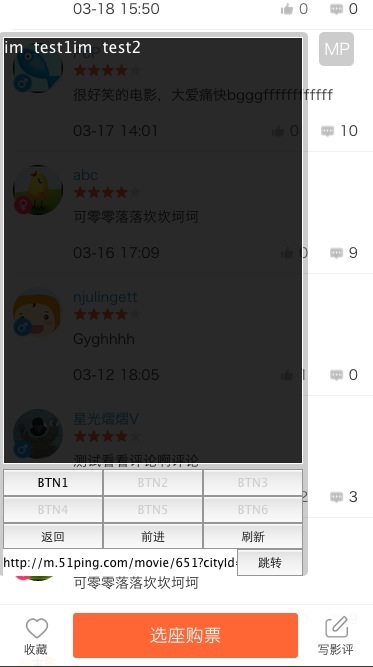 03-18 15:50 0 0
im test1im test2
MP
很好笑的电影，大爱痛快bgggffffffffffff
03-17 14:01 0 10
abc
可零零落落坎坎坷坷
03-16 17:09 0 9
njulingett
Gyghhhh
03-12 18:05 1 0
星光熠熠V
测试看看评论啊评论
2 3
BTN1 BTN2 BTN3
BTN4 BTN5 BTN6
返回 前进 刷新
http://m.51ping.com/movie/651?cityId= 跳转
可零零落落坎坎坷坷
收藏 选座购票 写影评